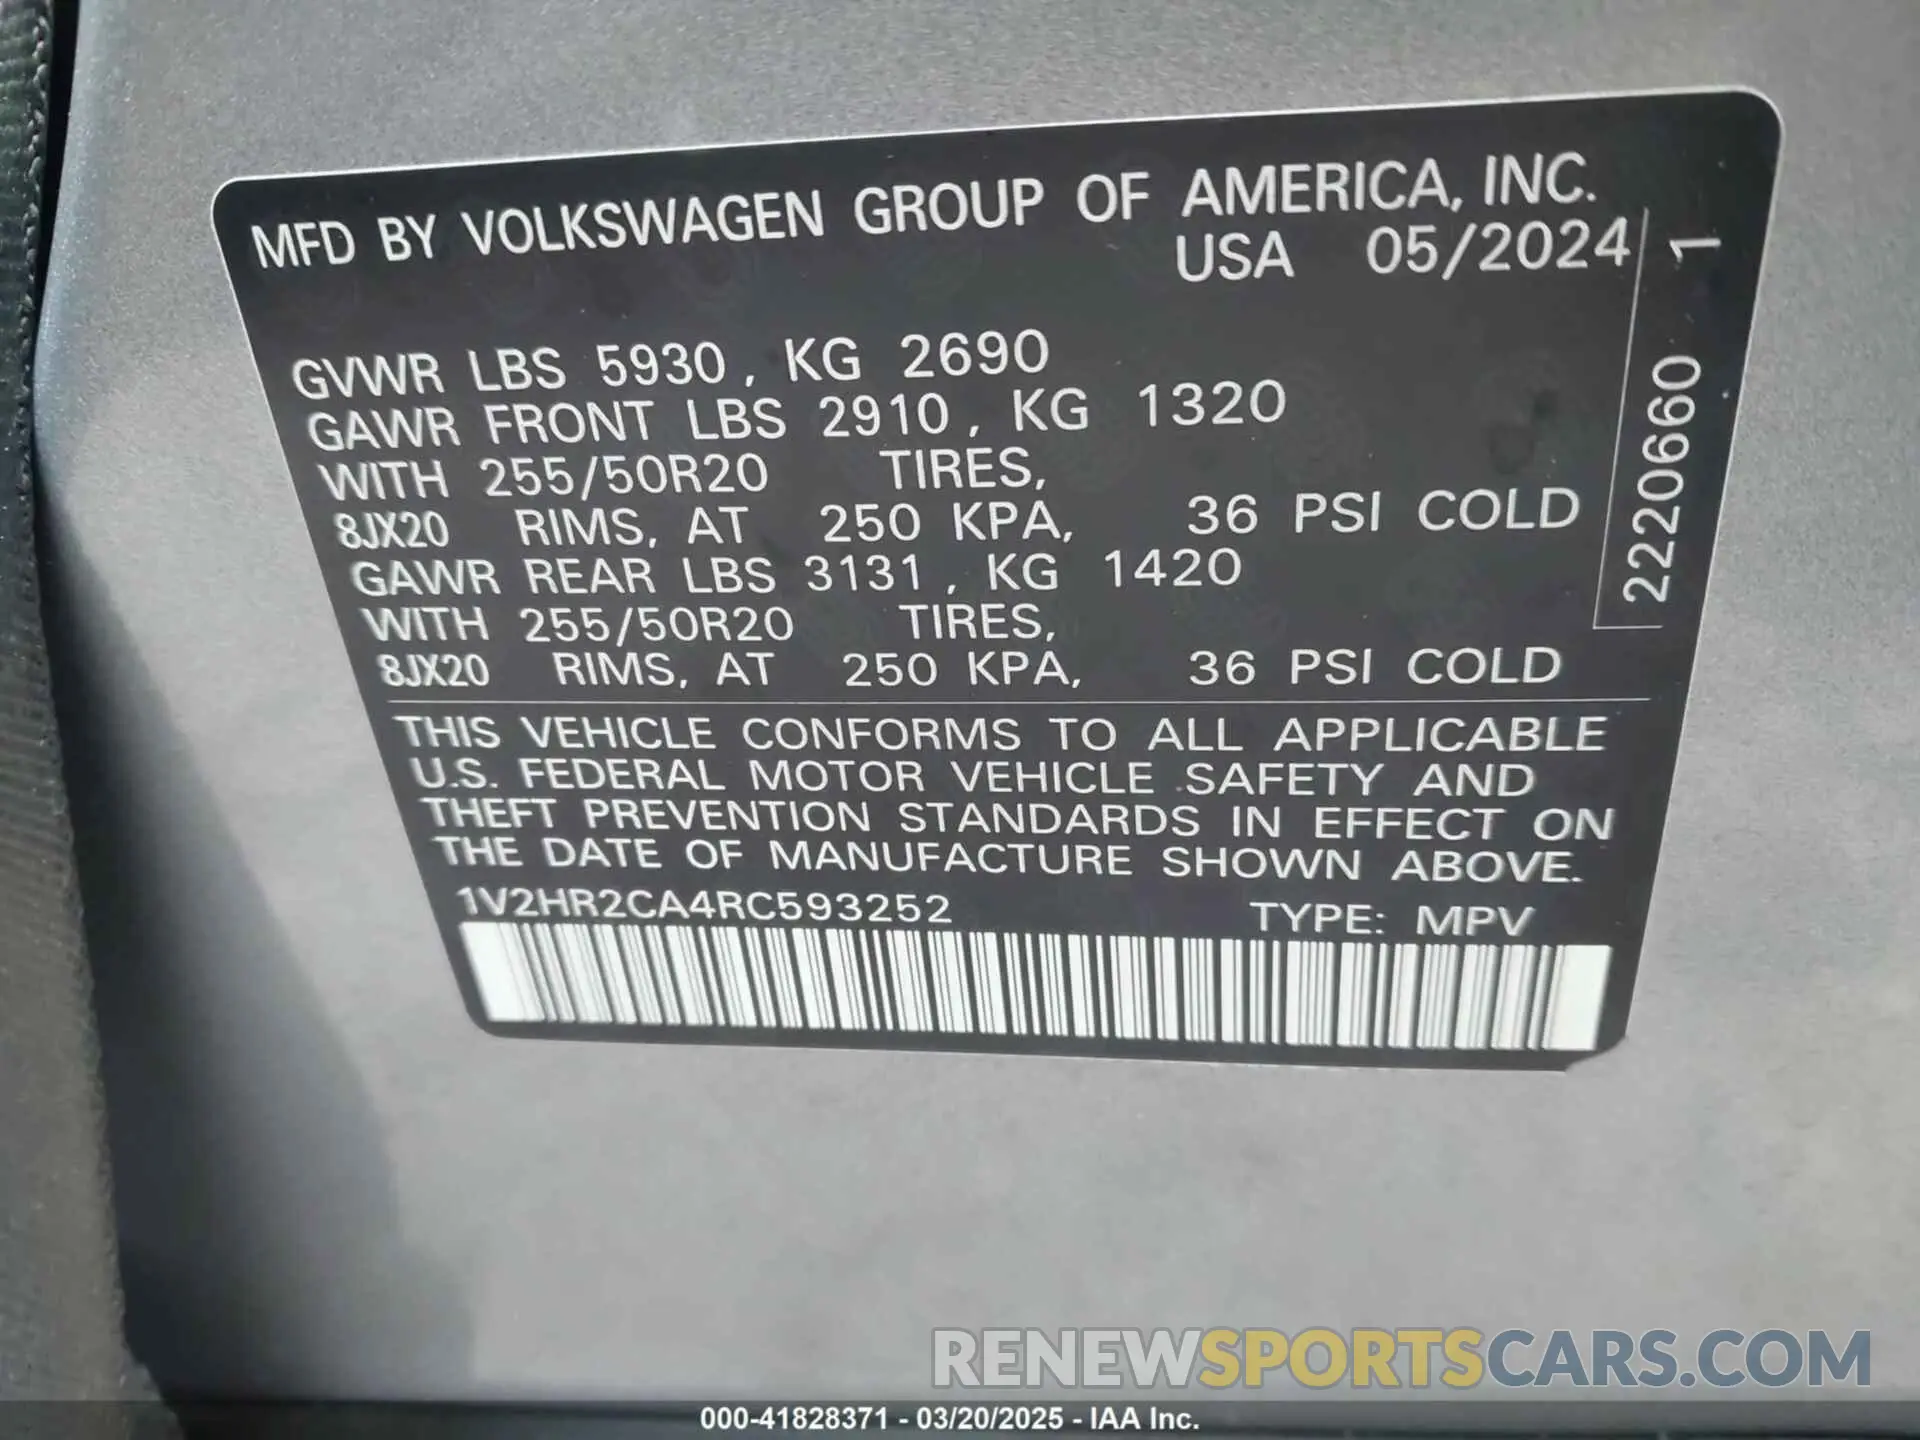 MFD BY VOLKSWAGEN GROUP OF AMERICA, INC.
USA 05/2024
GVWR LBS 5930, KG 2690
GAWR FRONT LBS 2910, KG 1320
WITH 255/50R20 TIRES,
8JX20 RIMS, AT 250 KPA, 36 PSI COLD
GAWR REAR LBS 3131, KG 1420
WITH 255/50R20 TIRES,
8JX20 RIMS, AT 250 KPA, 36 PSI COLD
2220660 1
THIS VEHICLE CONFORMS TO ALL APPLICABLE
U.S. FEDERAL MOTOR VEHICLE SAFETY AND
THEFT PREVENTION STANDARDS IN EFFECT ON
THE DATE OF MANUFACTURE SHOWN ABOVE.
1V2HR2CA4RC593252 TYPE: MPV
RENEWSPORTSCARS.COM
000-41828371 - 03/20/2025 - IAA Inc.